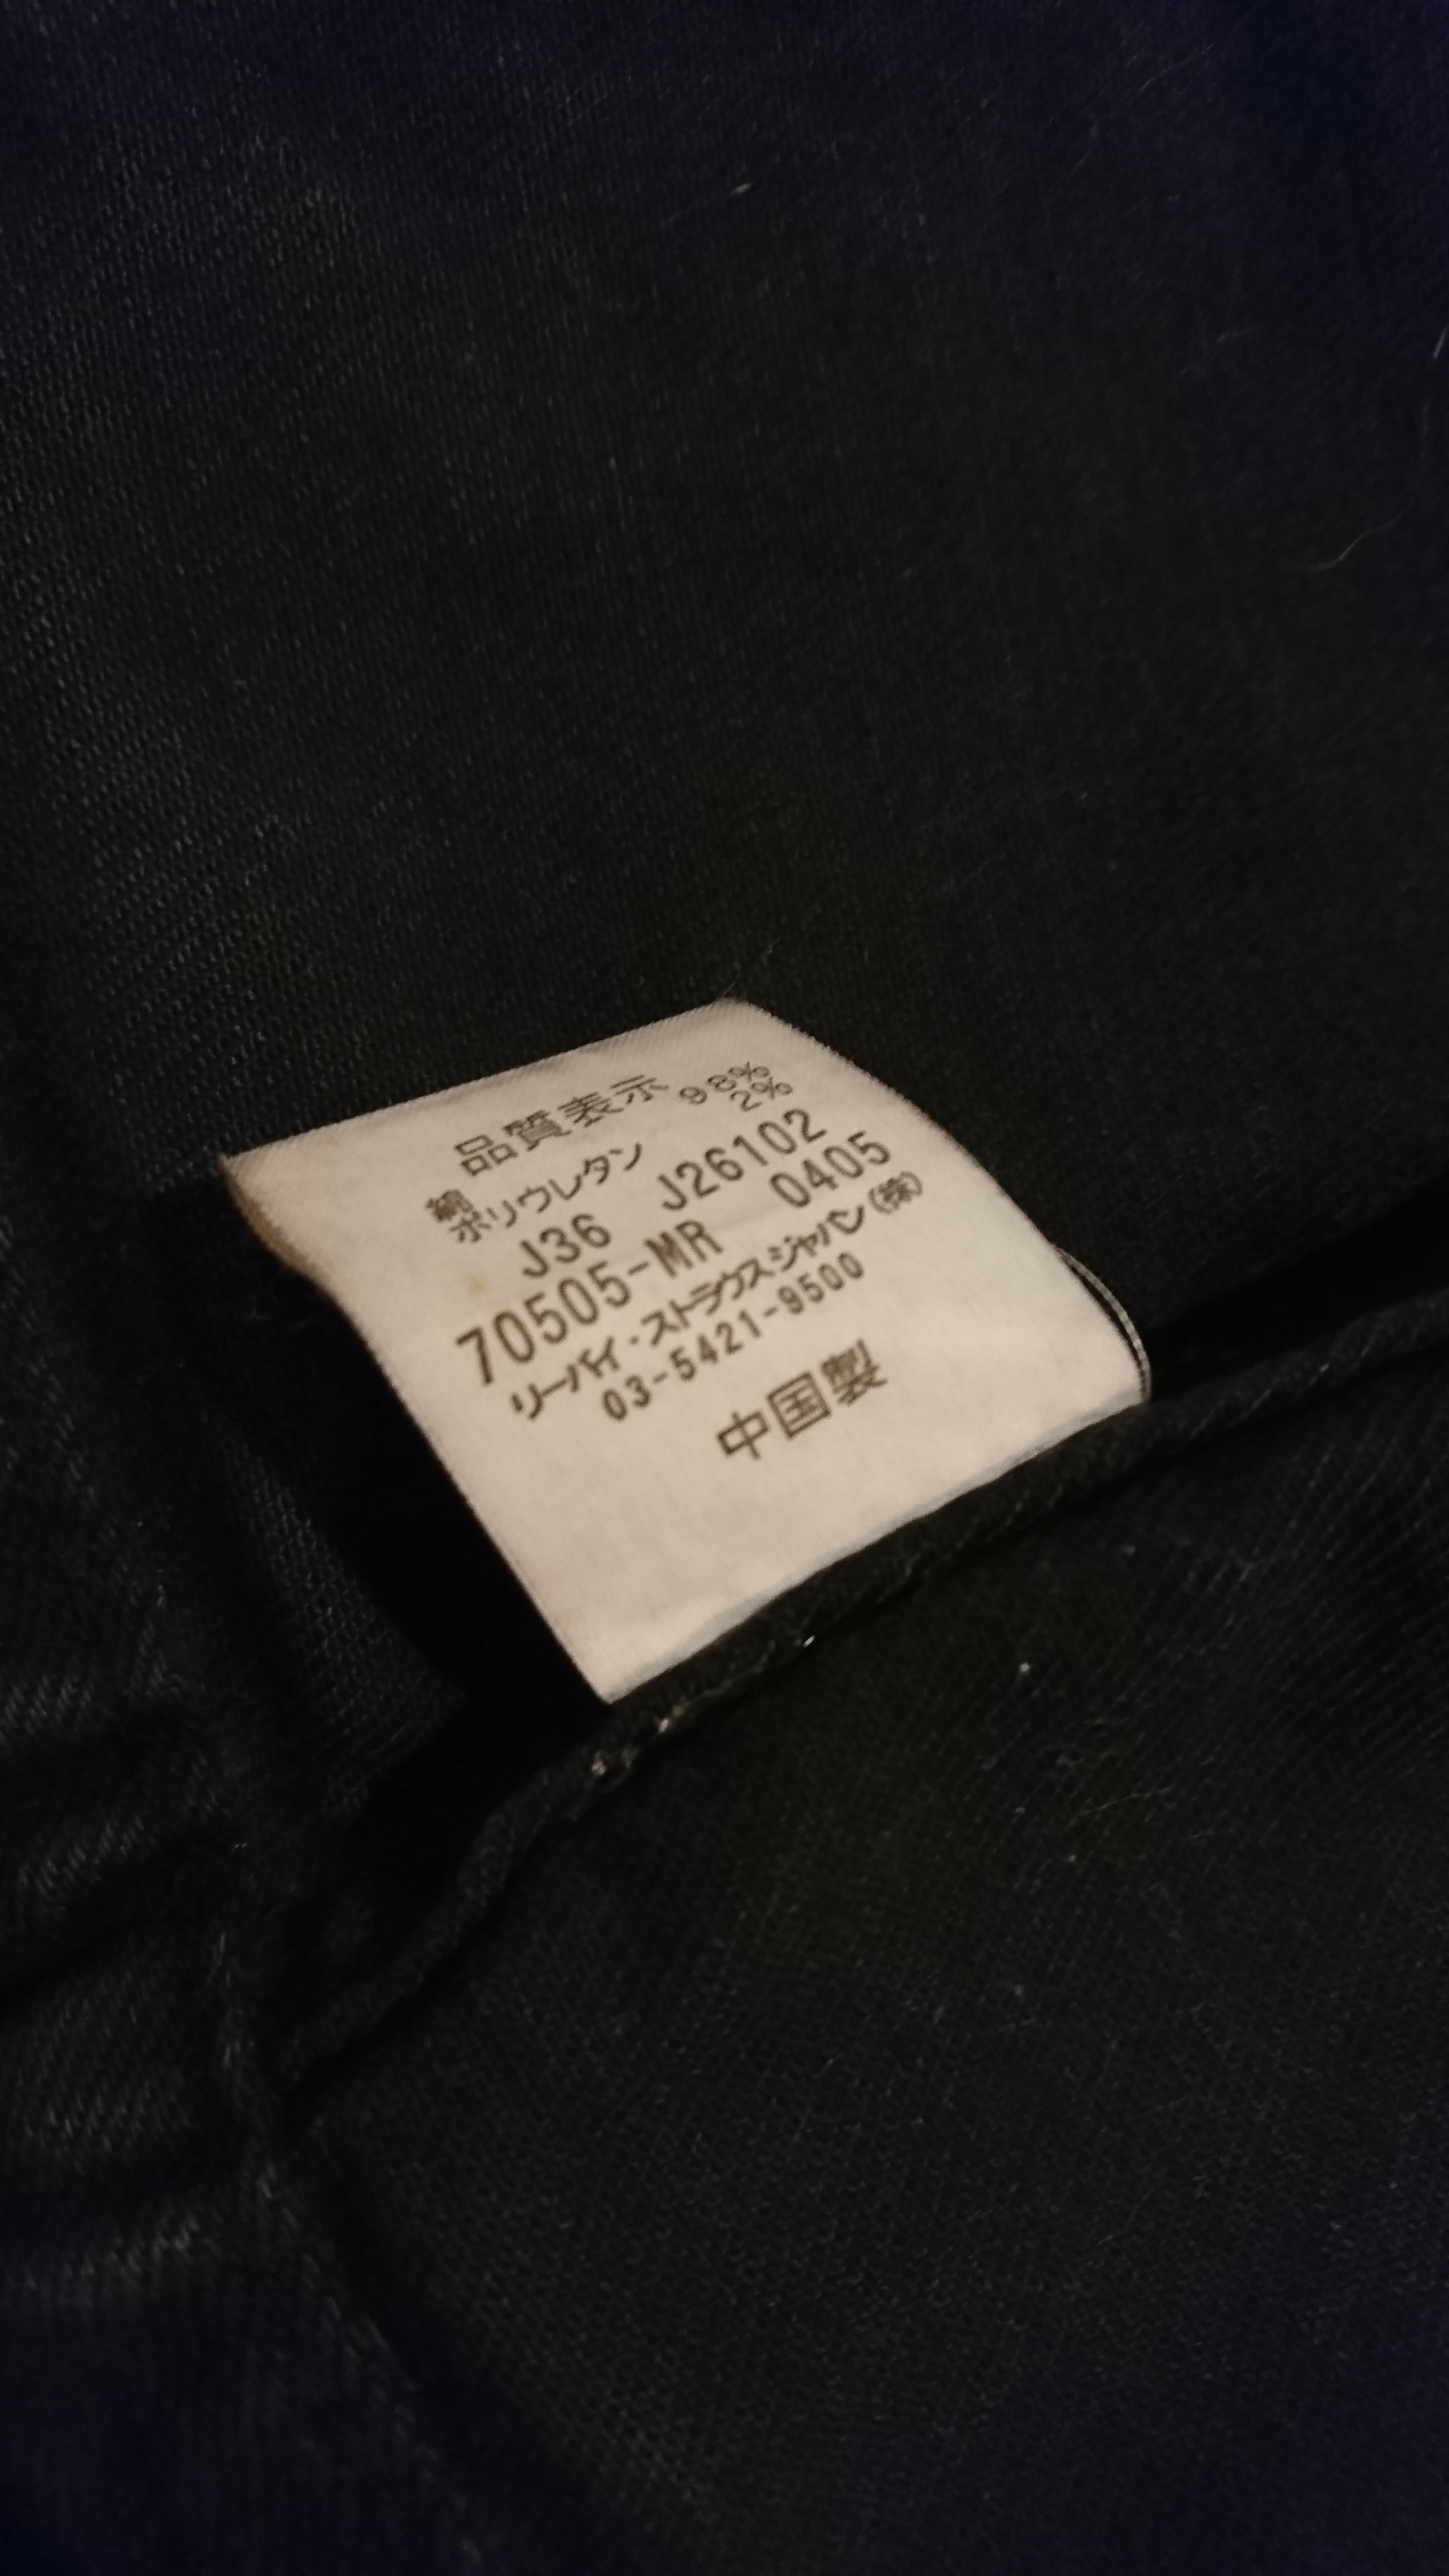 品質表示
綿 98%
ポリウレタン 2%
J36 J26102
70505-MR 0405
リーバイ・ストラウスジャパン(株)
03-5421-9500
中国製